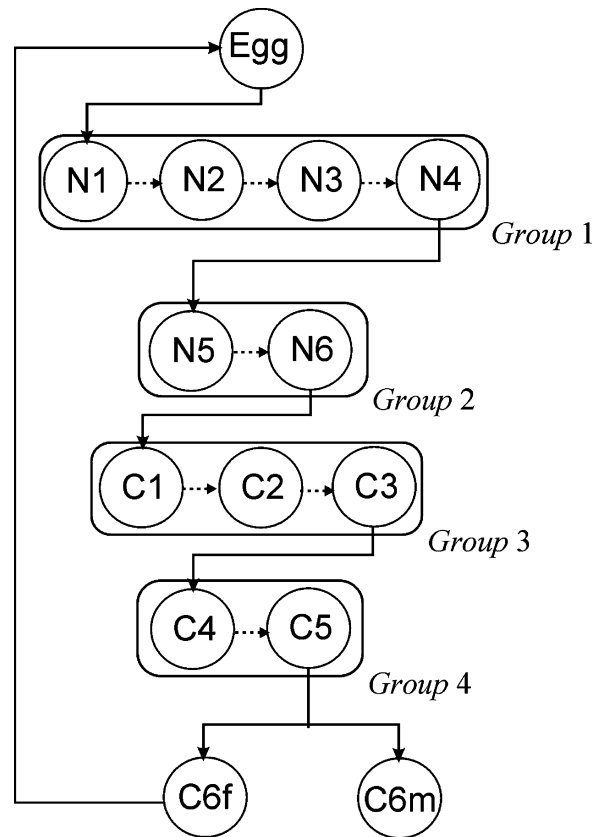 Egg
N1 N2 N3 N4
Group 1
N5 N6
Group 2
C1 C2 C3
Group 3
C4 C5
Group 4
C6f C6m